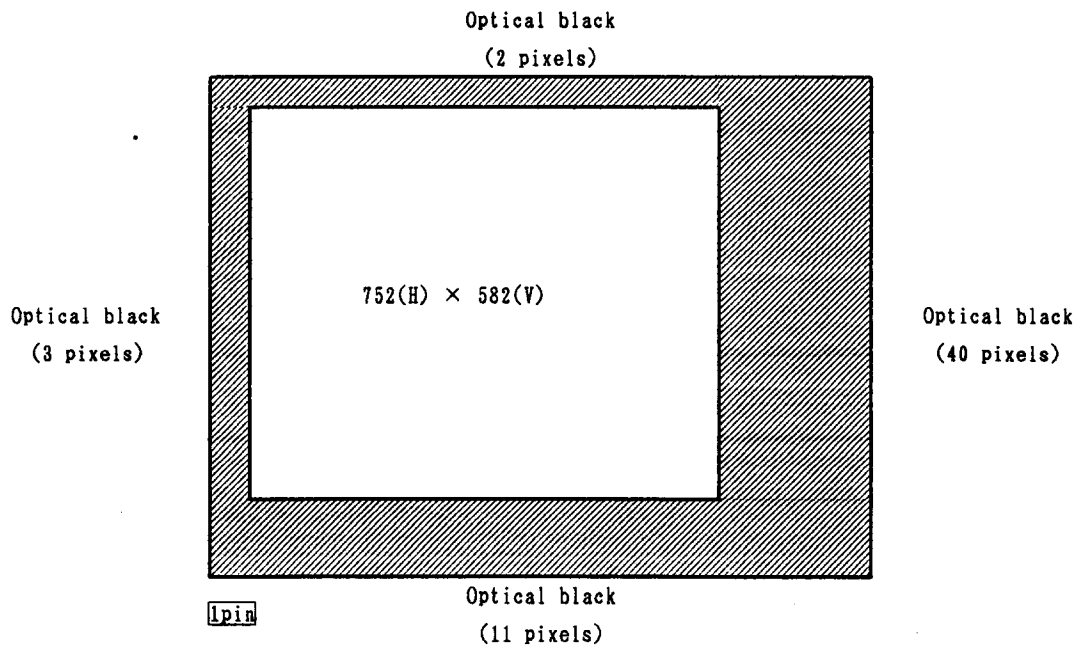 Optical black
(2 pixels)
752(H) × 582(V)
Optical black
(3 pixels)
Optical black
(40 pixels)
1pin
Optical black
(11 pixels)